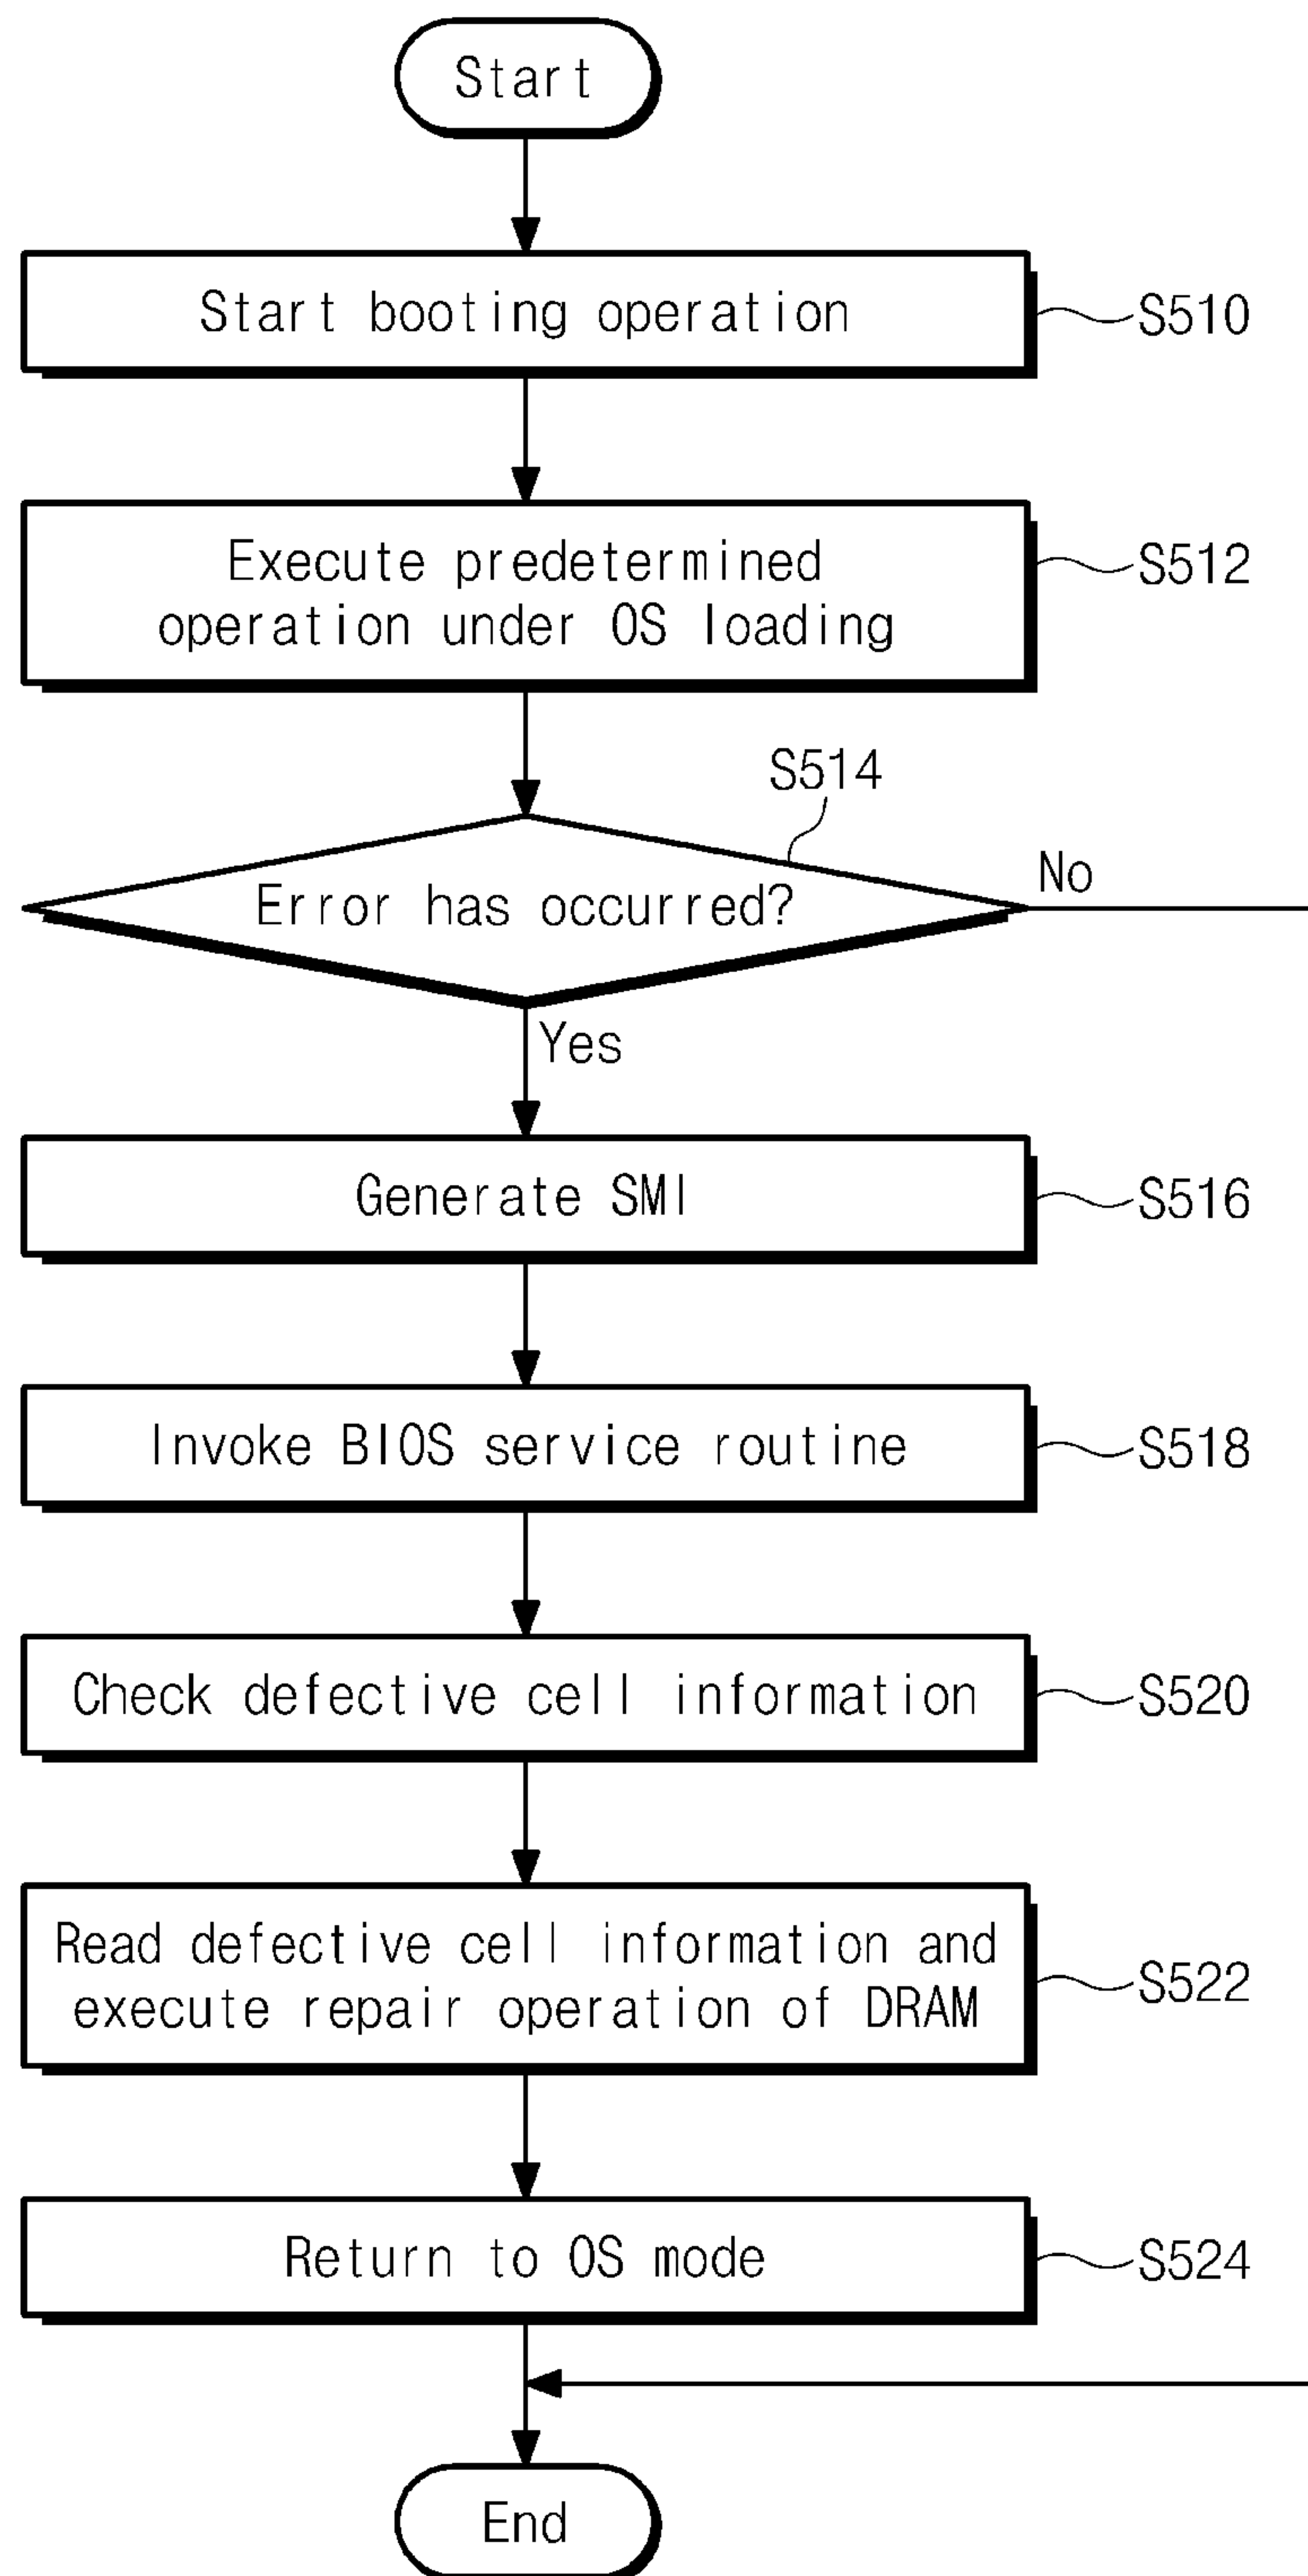 Start
Start booting operation
S510
Execute predetermined
operation under OS loading
S512
S514
Error has occurred?
No
Yes
Generate SMI
S516
Invoke BIOS service routine
S518
Check defective cell information
S520
Read defective cell information and
execute repair operation of DRAM
S522
Return to OS mode
S524
End